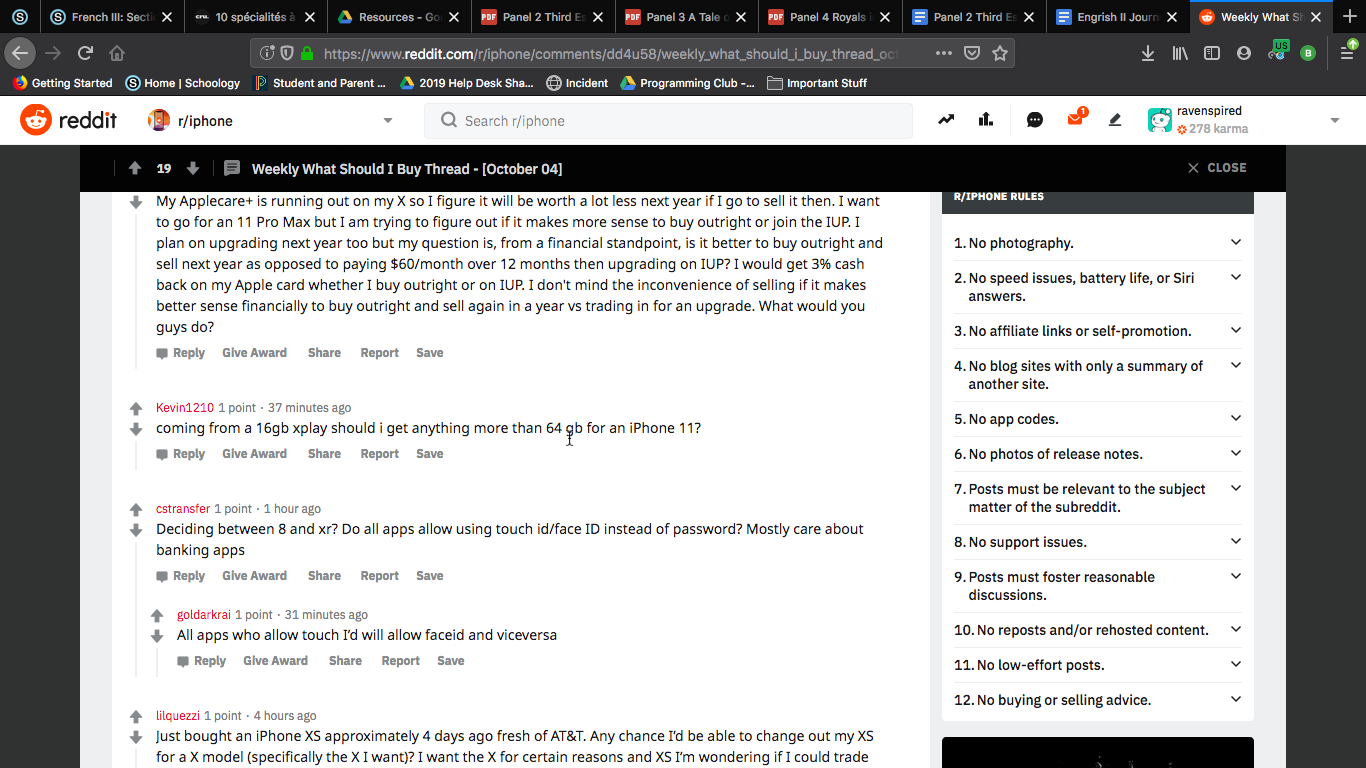 French III: Secti
10 spécialités à
Resources - Go
Panel 2 Third Es
Panel 3 A Tale o
Panel 4 Royals i
Panel 2 Third Es
Engrish II Journ
Weekly What Sh
https://www.reddit.com/r/iphone/comments/dd4u58/weekly_what_should_i_buy_thread_oct
US
B
Getting Started
Home | Schoology
Student and Parent ...
2019 Help Desk Sha...
Incident
Programming Club -...
Important Stuff
reddit
r/iphone
Search r/iphone
1
ravenspired
278 karma
19
Weekly What Should I Buy Thread - [October 04]
CLOSE
My Applecare+ is running out on my X so I figure it will be worth a lot less next year if I go to sell it then. I want
to go for an 11 Pro Max but I am trying to figure out if it makes more sense to buy outright or join the IUP. I
plan on upgrading next year too but my question is, from a financial standpoint, is it better to buy outright and
sell next year as opposed to paying $60/month over 12 months then upgrading on IUP? I would get 3% cash
back on my Apple card whether I buy outright or on IUP. I don't mind the inconvenience of selling if it makes
better sense financially to buy outright and sell again in a year vs trading in for an upgrade. What would you
guys do?
Reply Give Award Share Report Save
Kevin1210 1 point · 37 minutes ago
coming from a 16gb xplay should i get anything more than 64 gb for an iPhone 11?
Reply Give Award Share Report Save
cstransfer 1 point · 1 hour ago
Deciding between 8 and xr? Do all apps allow using touch id/face ID instead of password? Mostly care about
banking apps
Reply Give Award Share Report Save
goldarkrai 1 point · 31 minutes ago
All apps who allow touch I'd will allow faceid and viceversa
Reply Give Award Share Report Save
lilquezzi 1 point · 4 hours ago
Just bought an iPhone XS approximately 4 days ago fresh of AT&T. Any chance I'd be able to change out my XS
for a X model (specifically the X I want)? I want the X for certain reasons and XS I'm wondering if I could trade
R/IPHONE RULES
1. No photography.
2. No speed issues, battery life, or Siri
answers.
3. No affiliate links or self-promotion.
4. No blog sites with only a summary of
another site.
5. No app codes.
6. No photos of release notes.
7. Posts must be relevant to the subject
matter of the subreddit.
8. No support issues.
9. Posts must foster reasonable
discussions.
10. No reposts and/or rehosted content.
11. No low-effort posts.
12. No buying or selling advice.